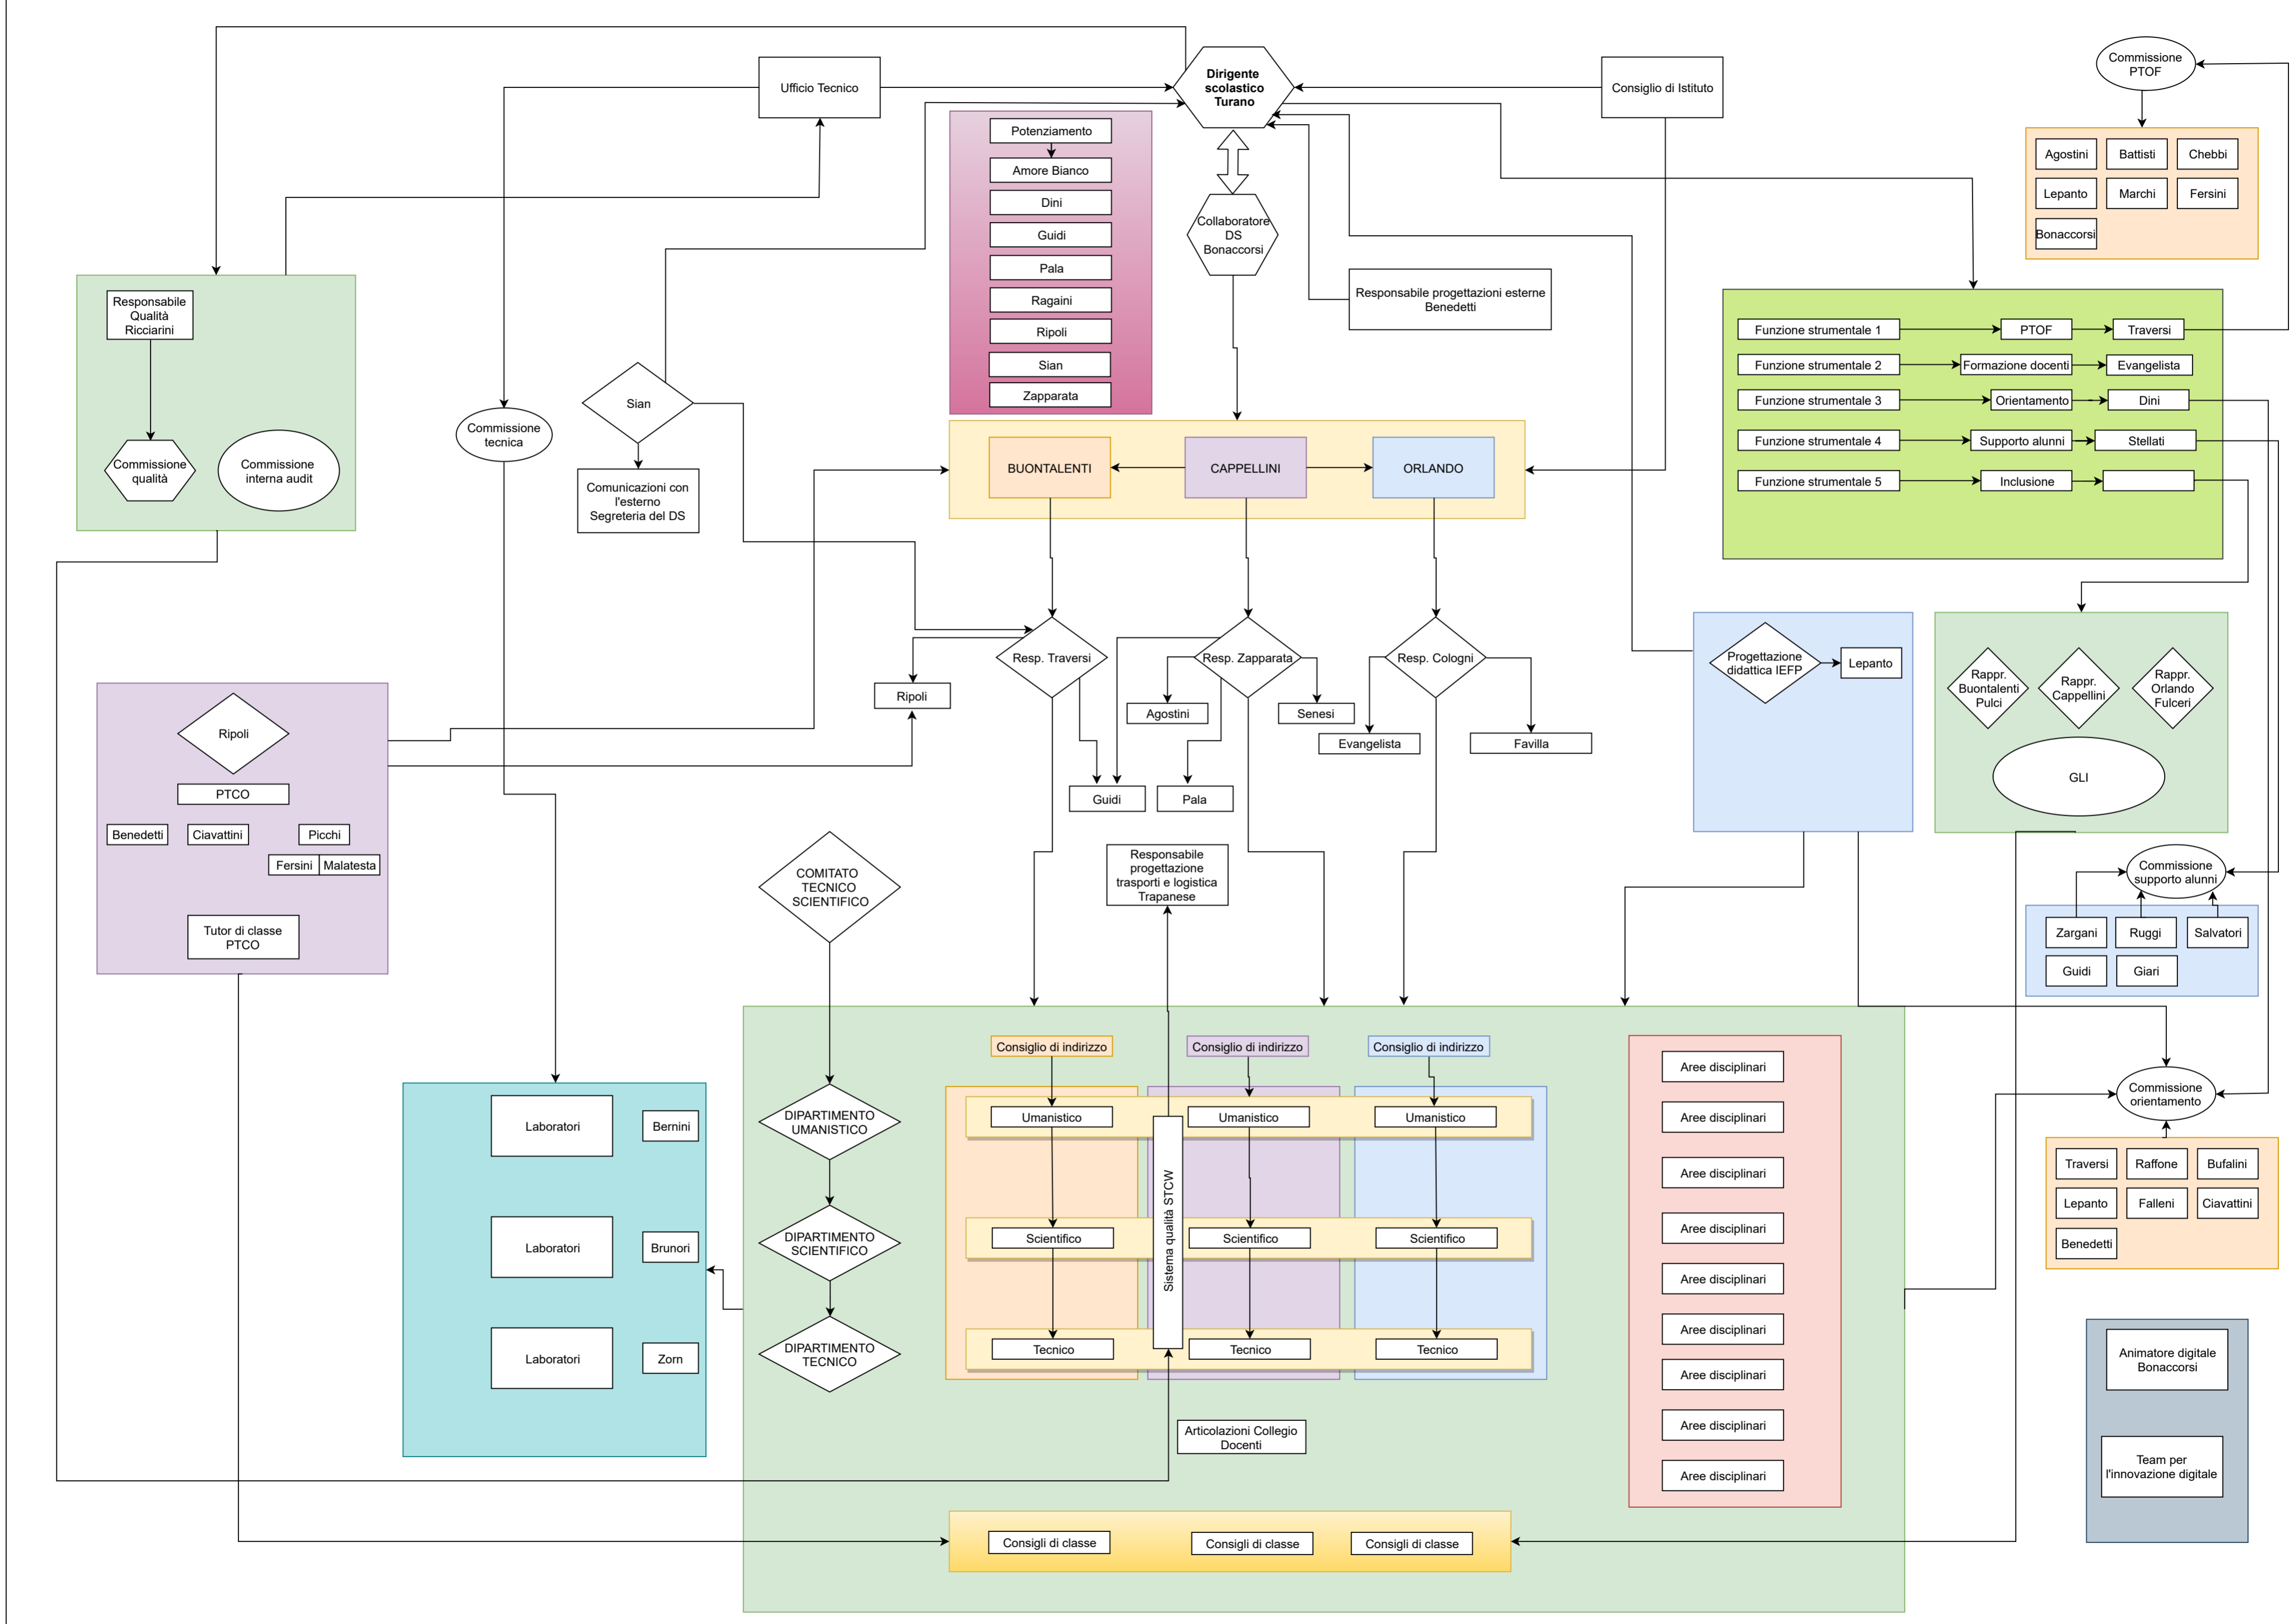 Ufficio Tecnico
Dirigente
scolastico
Turano
Consiglio di Istituto
Commissione
PTOF
Agostini
Battisti
Chebbi
Lepanto
Marchi
Fersini
Bonaccorsi
Potenziamento
Amore Bianco
Dini
Guidi
Pala
Ragaini
Ripoli
Sian
Zapparata
Collaboratore
DS
Bonaccorsi
Responsabile progettazioni esterne
Benedetti
Responsabile
Qualità
Ricciarini
Commissione
qualità
Commissione
interna audit
Commissione
tecnica
Sian
Comunicazioni con
l'esterno
Segreteria del DS
BUONTALENTI
CAPPELLINI
ORLANDO
Funzione strumentale 1
PTOF
Traversi
Funzione strumentale 2
Formazione docenti
Evangelista
Funzione strumentale 3
Orientamento
Dini
Funzione strumentale 4
Supporto alunni
Stellati
Funzione strumentale 5
Inclusione
Resp. Traversi
Resp. Zapparata
Resp. Cologni
Ripoli
Agostini
Senesi
Evangelista
Favilla
Guidi
Pala
Progettazione
didattica IEFP
Lepanto
Rappr.
Buontalenti
Pulci
Rappr.
Cappellini
Rappr.
Orlando
Fulceri
GLI
Ripoli
PTCO
Benedetti
Ciavattini
Picchi
Fersini
Malatesta
Tutor di classe
PTCO
COMITATO
TECNICO
SCIENTIFICO
Responsabile
progettazione
trasporti e logistica
Trapanese
Commissione
supporto alunni
Zargani
Ruggi
Salvatori
Guidi
Giari
Laboratori
Bernini
Laboratori
Brunori
Laboratori
Zorn
DIPARTIMENTO
UMANISTICO
DIPARTIMENTO
SCIENTIFICO
DIPARTIMENTO
TECNICO
Consiglio di indirizzo
Consiglio di indirizzo
Consiglio di indirizzo
Umanistico
Umanistico
Umanistico
Sistema qualità STCW
Scientifico
Scientifico
Scientifico
Tecnico
Tecnico
Tecnico
Articolazioni Collegio
Docenti
Aree disciplinari
Aree disciplinari
Aree disciplinari
Aree disciplinari
Aree disciplinari
Aree disciplinari
Aree disciplinari
Aree disciplinari
Aree disciplinari
Consigli di classe
Consigli di classe
Consigli di classe
Commissione
orientamento
Traversi
Raffone
Bufalini
Lepanto
Falleni
Ciavattini
Benedetti
Animatore digitale
Bonaccorsi
Team per
l'innovazione digitale